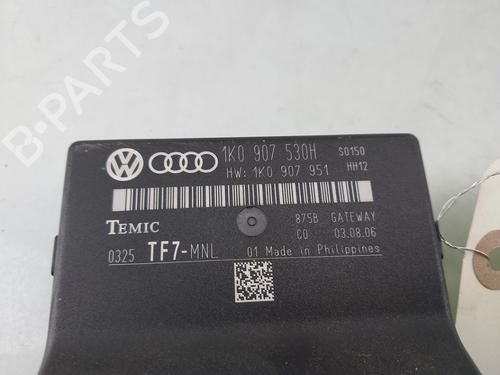 B-PARTS
1K0 907 530H S0150
HW: 1K0 907 951 HH12
TEMIC
875B GATEWAY
CO 03.08.06
0325 TF7-MNL 01 Made in Philippines